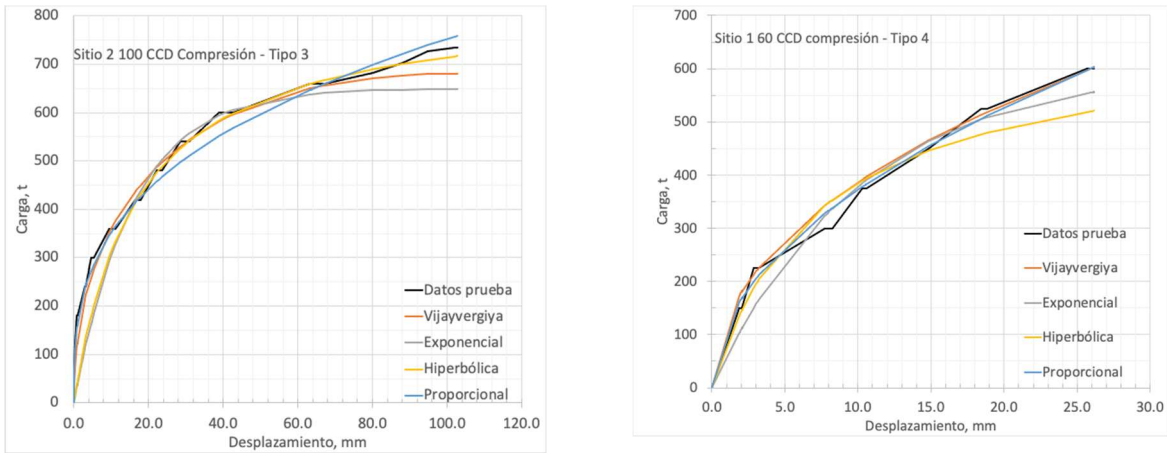 Sitio 2 100 CCD Compresión - Tipo 3
800
700
600
500
400
300
200
100
0
Carga, t
Datos prueba
Vijayvergiya
Exponencial
Hiperbólica
Proporcional
0.0 20.0 40.0 60.0 80.0 100.0 120.0
Desplazamiento, mm
Sitio 1 60 CCD compresión - Tipo 4
700
600
500
400
300
200
100
0
Carga, t
Datos prueba
Vijayvergiya
Exponencial
Hiperbólica
Proporcional
0.0 5.0 10.0 15.0 20.0 25.0 30.0
Desplazamiento, mm